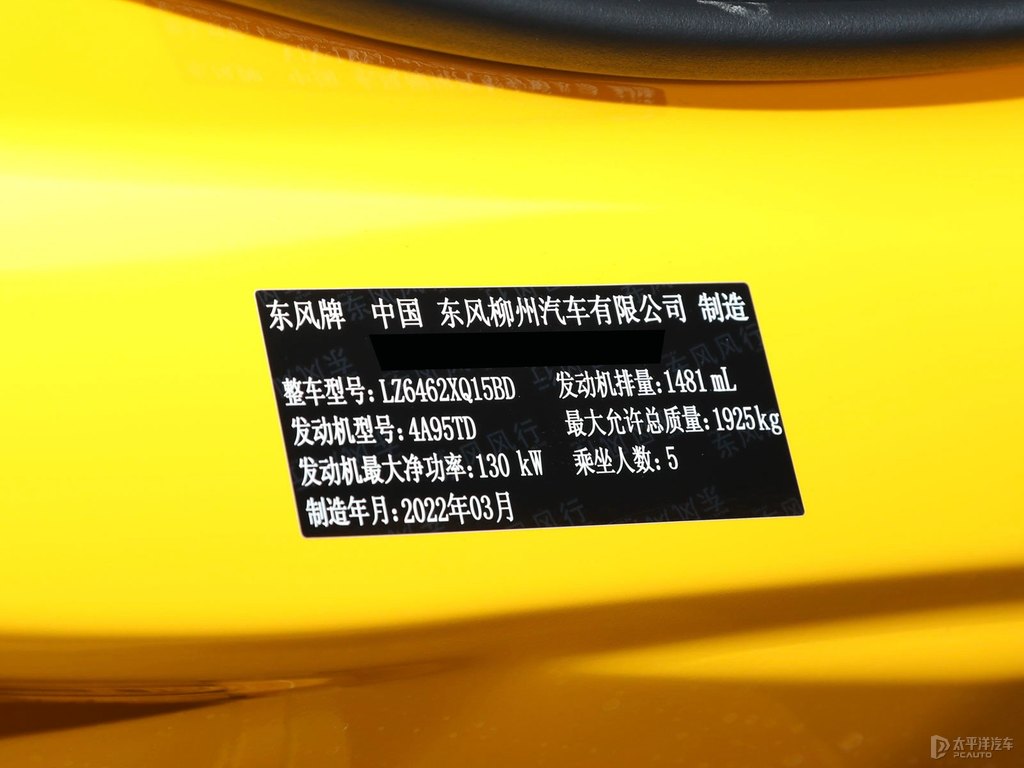 东风牌 中国 东风柳州汽车有限公司 制造
整车型号:LZ6462XQ15BD 发动机排量:1481mL
发动机型号:4A95TD 最大允许总质量:1925kg
发动机最大净功率:130 kW 乘坐人数:5
制造年月:2022年03月
太平洋汽车
PCAUTO